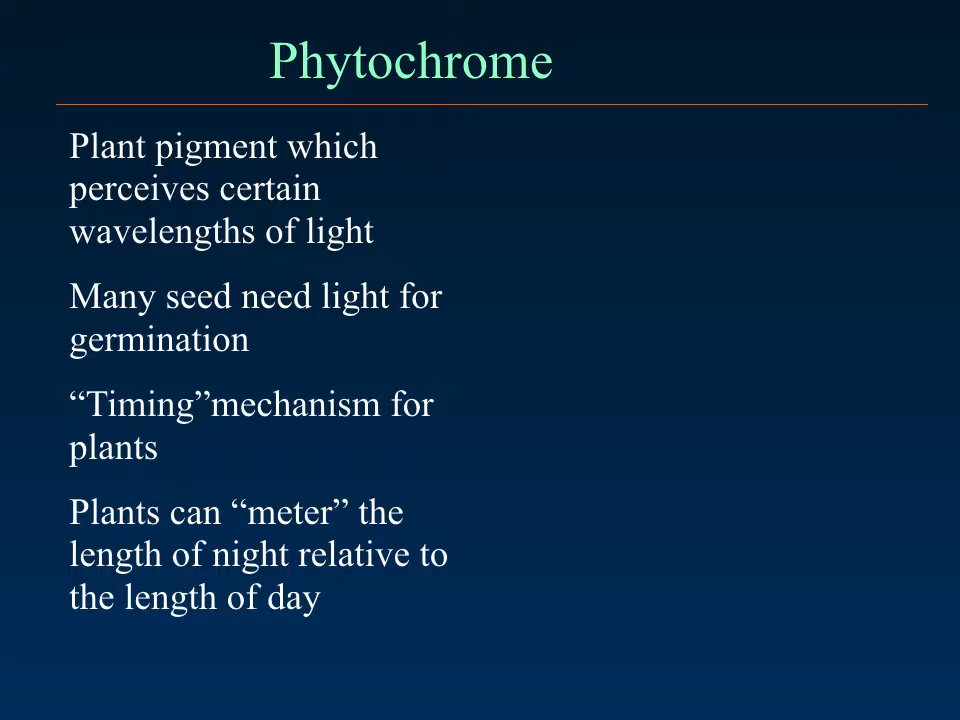 Phytochrome
Plant pigment which
perceives certain
wavelengths of light
Many seed need light for
germination
“Timing”mechanism for
plants
Plants can “meter” the
length of night relative to
the length of day